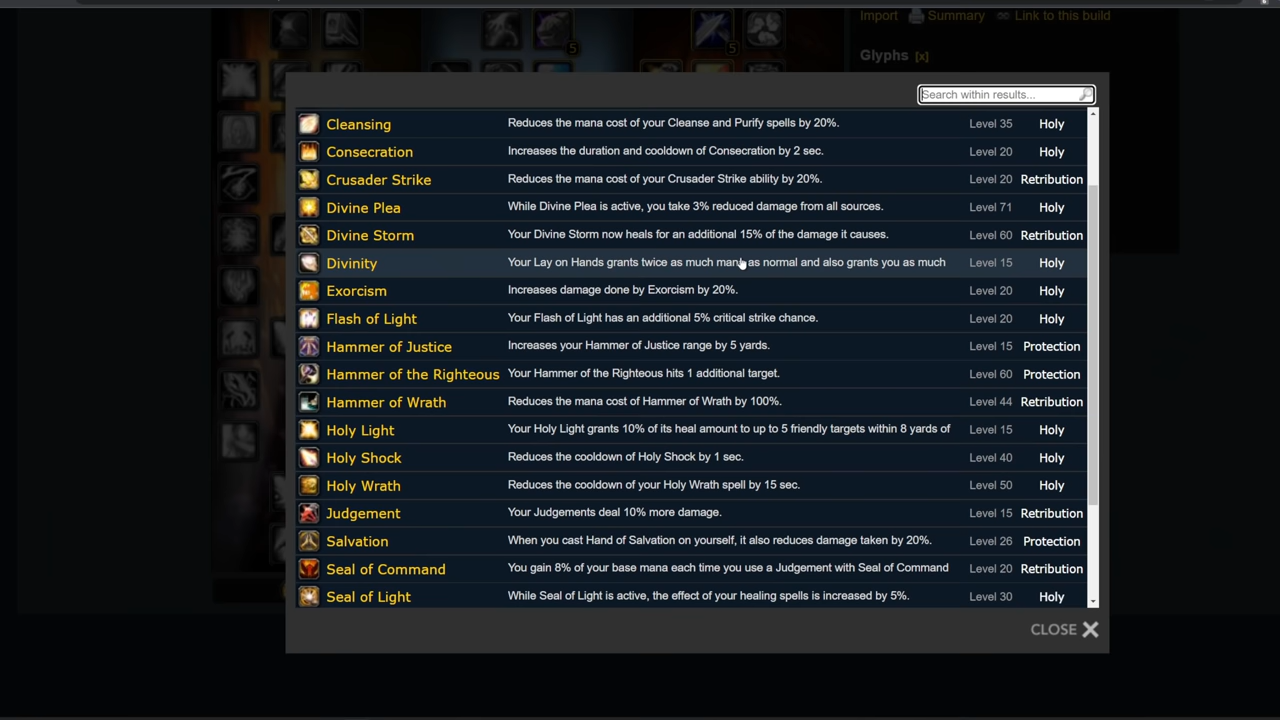 Import Summary Link to this build
5 5
Glyphs [x]
Search within results...
Cleansing Reduces the mana cost of your Cleanse and Purify spells by 20%. Level 35 Holy
Consecration Increases the duration and cooldown of Consecration by 2 sec. Level 20 Holy
Crusader Strike Reduces the mana cost of your Crusader Strike ability by 20%. Level 20 Retribution
Divine Plea While Divine Plea is active, you take 3% reduced damage from all sources. Level 71 Holy
Divine Storm Your Divine Storm now heals for an additional 15% of the damage it causes. Level 60 Retribution
Divinity Your Lay on Hands grants twice as much mana as normal and also grants you as much Level 15 Holy
Exorcism Increases damage done by Exorcism by 20%. Level 20 Holy
Flash of Light Your Flash of Light has an additional 5% critical strike chance. Level 20 Holy
Hammer of Justice Increases your Hammer of Justice range by 5 yards. Level 15 Protection
Hammer of the Righteous Your Hammer of the Righteous hits 1 additional target. Level 60 Protection
Hammer of Wrath Reduces the mana cost of Hammer of Wrath by 100%. Level 44 Retribution
Holy Light Your Holy Light grants 10% of its heal amount to up to 5 friendly targets within 8 yards of Level 15 Holy
Holy Shock Reduces the cooldown of Holy Shock by 1 sec. Level 40 Holy
Holy Wrath Reduces the cooldown of your Holy Wrath spell by 15 sec. Level 50 Holy
Judgement Your Judgements deal 10% more damage. Level 15 Retribution
Salvation When you cast Hand of Salvation on yourself, it also reduces damage taken by 20%. Level 26 Protection
Seal of Command You gain 8% of your base mana each time you use a Judgement with Seal of Command Level 20 Retribution
Seal of Light While Seal of Light is active, the effect of your healing spells is increased by 5%. Level 30 Holy
CLOSE